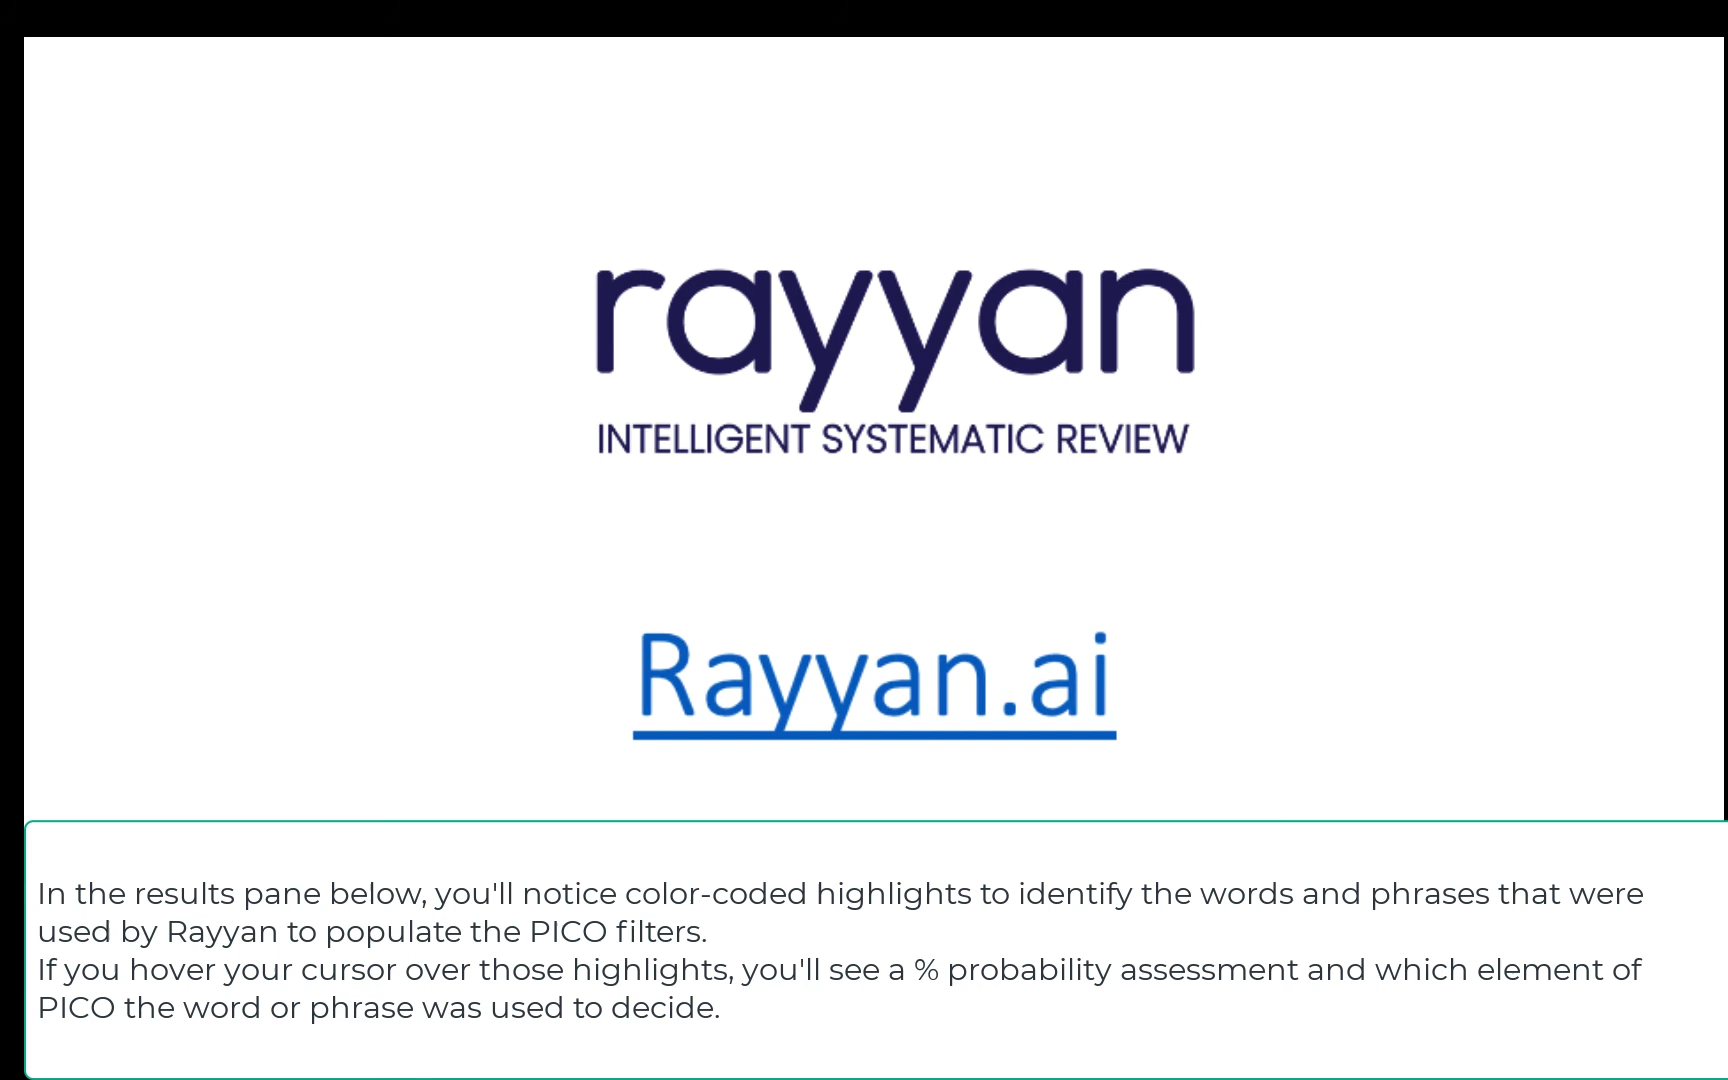 rayyan
INTELLIGENT SYSTEMATIC REVIEW
Rayyan.ai
In the results pane below, you'll notice color-coded highlights to identify the words and phrases that were
used by Rayyan to populate the PICO filters.
If you hover your cursor over those highlights, you'll see a % probability assessment and which element of
PICO the word or phrase was used to decide.